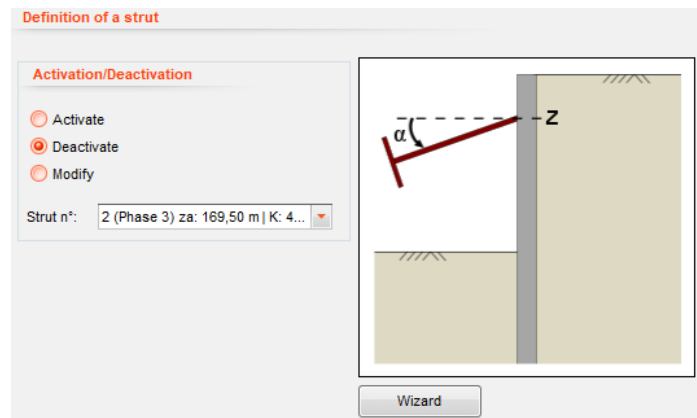 Definition of a strut
Activation/Deactivation
Activate
Deactivate
Modify
Strut n°: 2 (Phase 3) za: 169,50 m | K: 4...
α
Z
Wizard